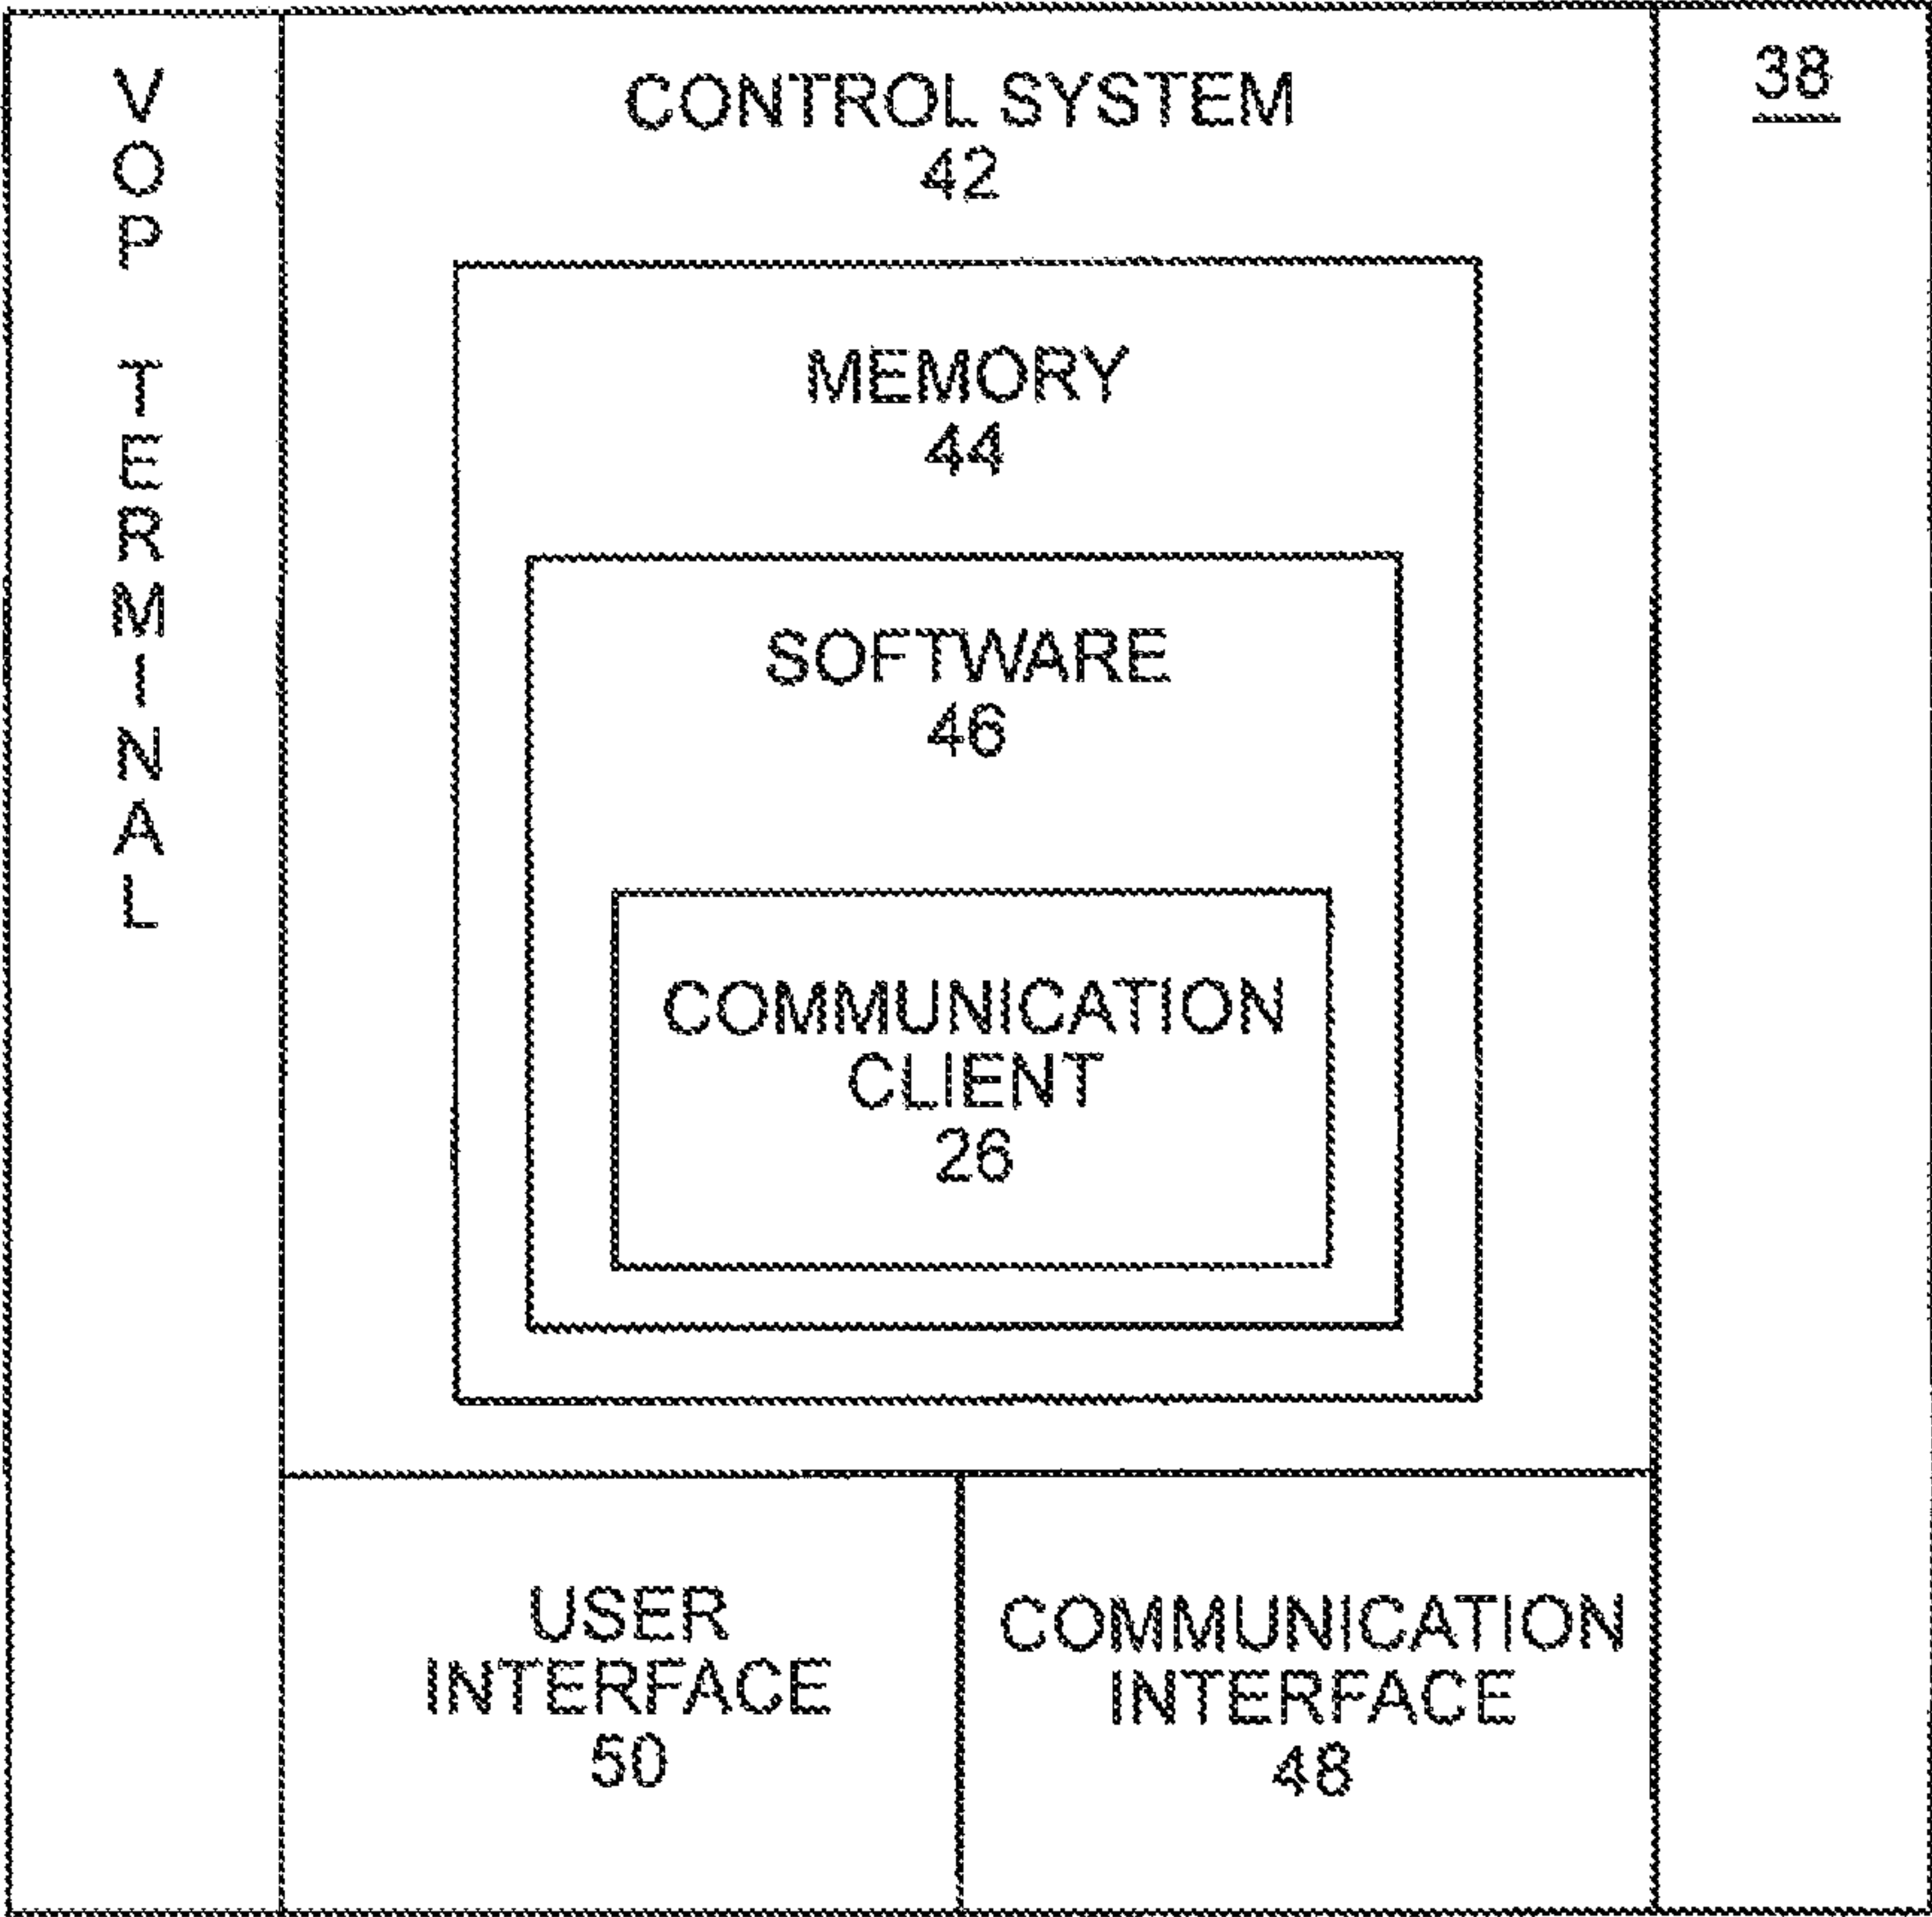 VOP TERMINAL
CONTROL SYSTEM
42
38
MEMORY
44
SOFTWARE
46
COMMUNICATION
CLIENT
26
USER
INTERFACE
50
COMMUNICATION
INTERFACE
48